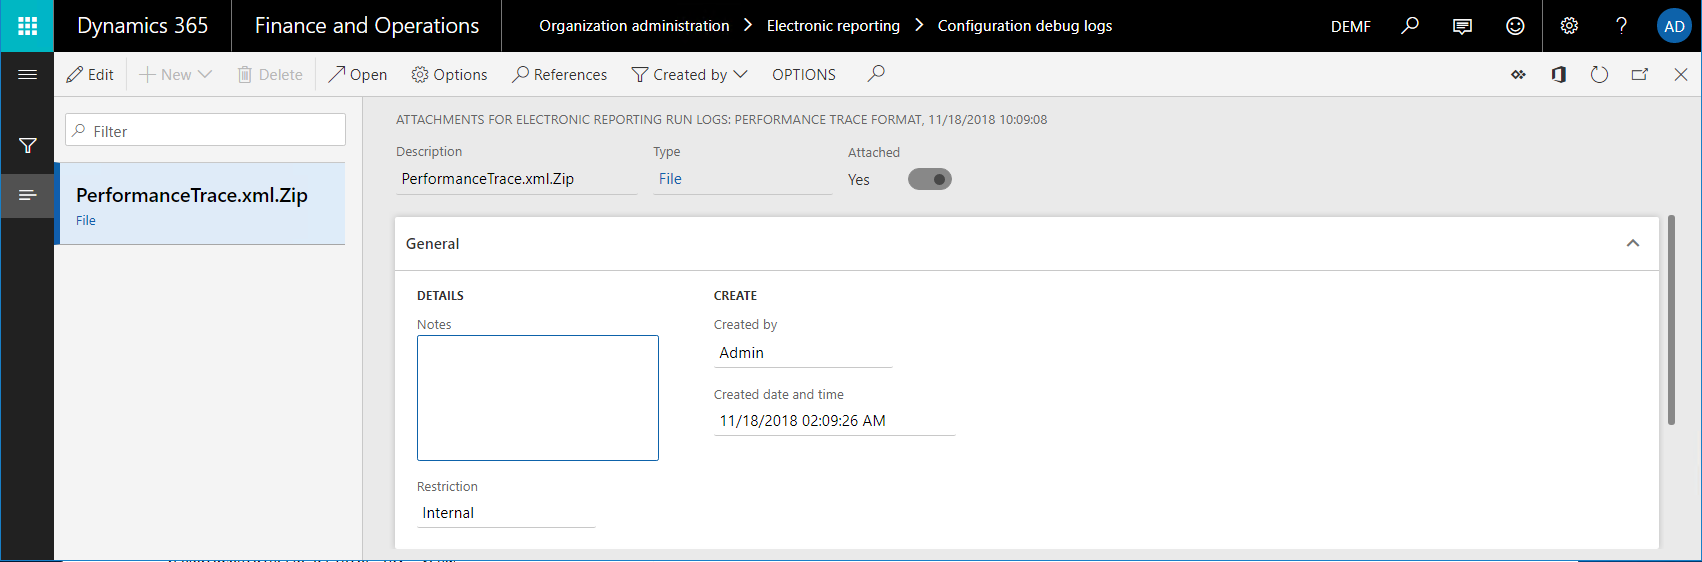 Dynamics 365 Finance and Operations Organization administration Electronic reporting Configuration debug logs DEMF ? AD
Edit New Delete Open Options References Created by OPTIONS
Filter
PerformanceTrace.xml.Zip
File
ATTACHMENTS FOR ELECTRONIC REPORTING RUN LOGS: PERFORMANCE TRACE FORMAT, 11/18/2018 10:09:08
Description Type Attached
PerformanceTrace.xml.Zip File Yes
General
DETAILS CREATE
Notes Created by
Admin
Created date and time
11/18/2018 02:09:26 AM
Restriction
Internal